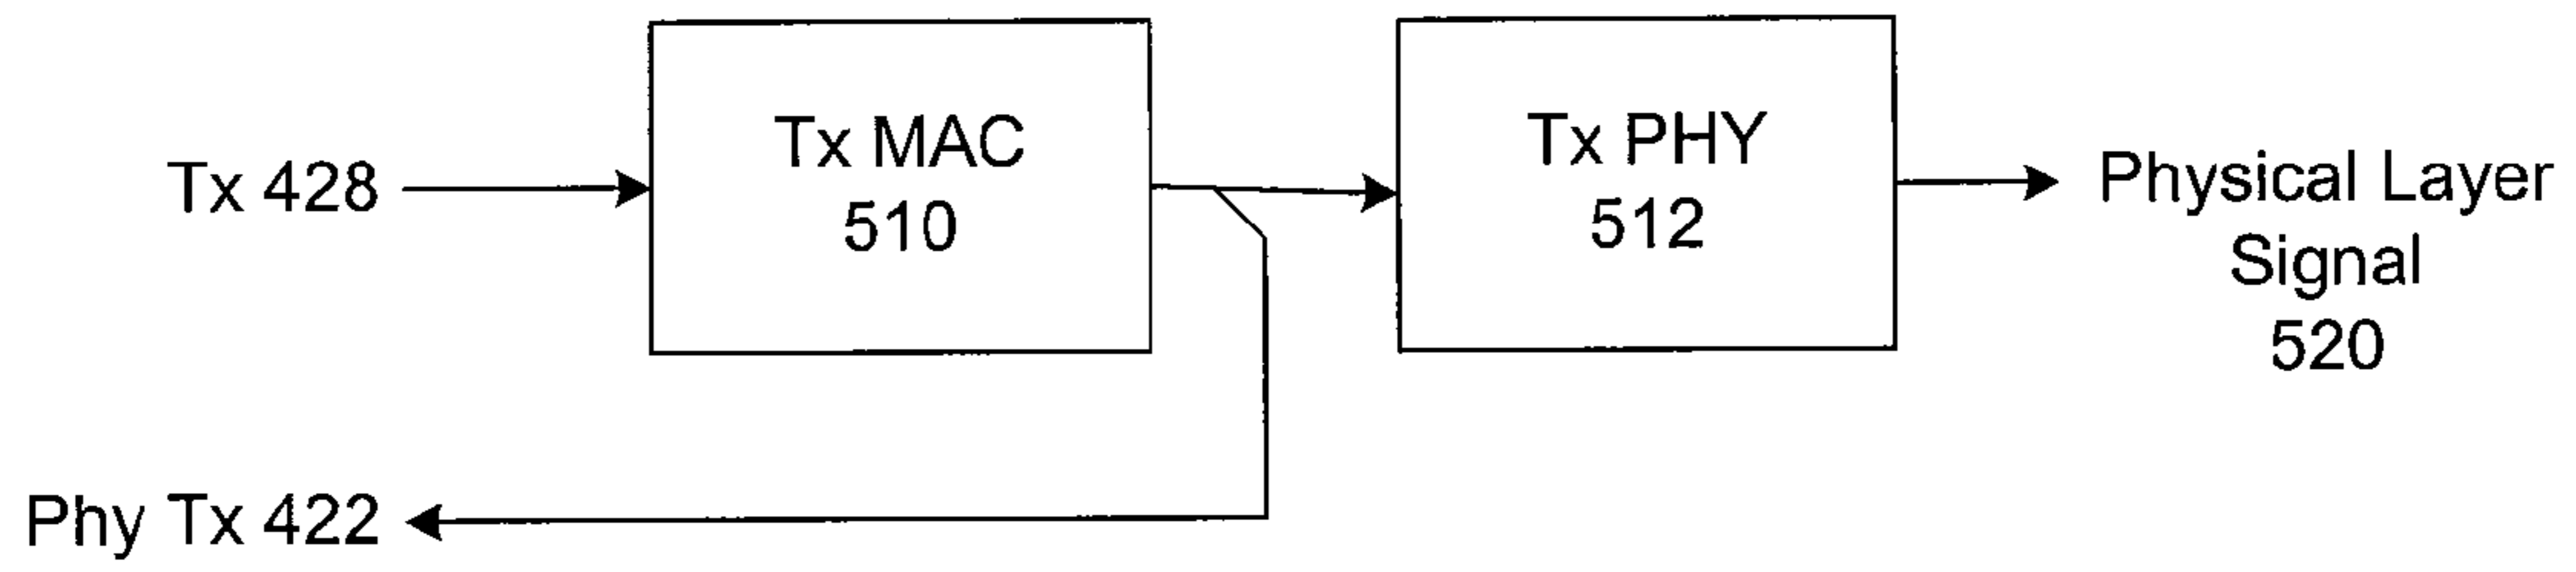 Tx 428
Tx MAC
510
Tx PHY
512
Physical Layer
Signal
520
Phy Tx 422